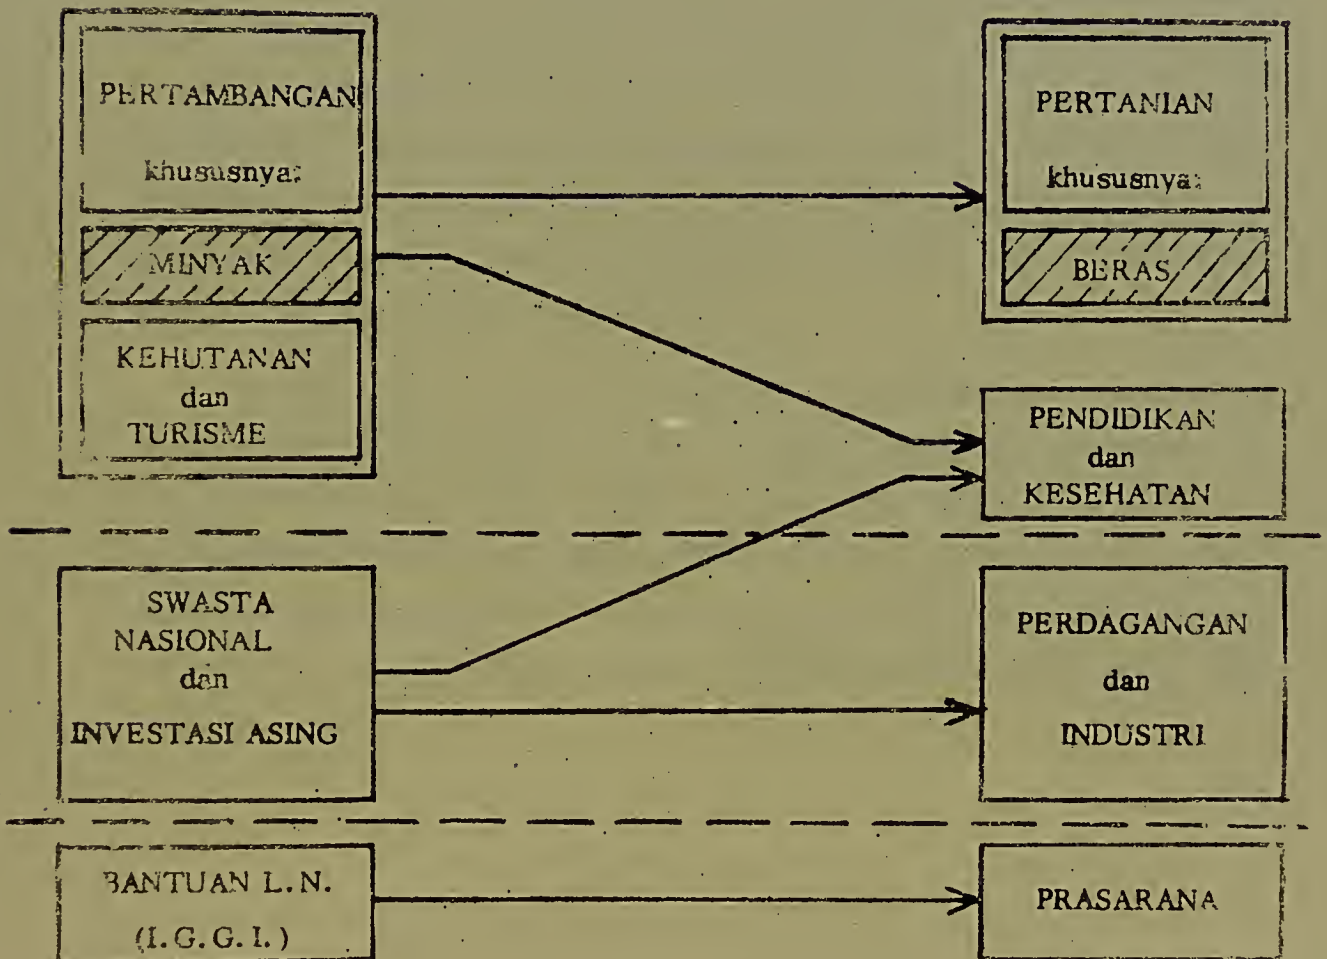 PERTAMBANGAN
khususnya:
MINYAK
KEHUTANAN
dan
TURISME
PERTANIAN
khususnya:
BERAS
PENDIDIKAN
dan
KESEHATAN
SWASTA
NASIONAL
dan
INVESTASI ASING
PERDAGANGAN
dan
INDUSTRI
BANTUAN L.N.
(I.G.G.I.)
PRASARANA